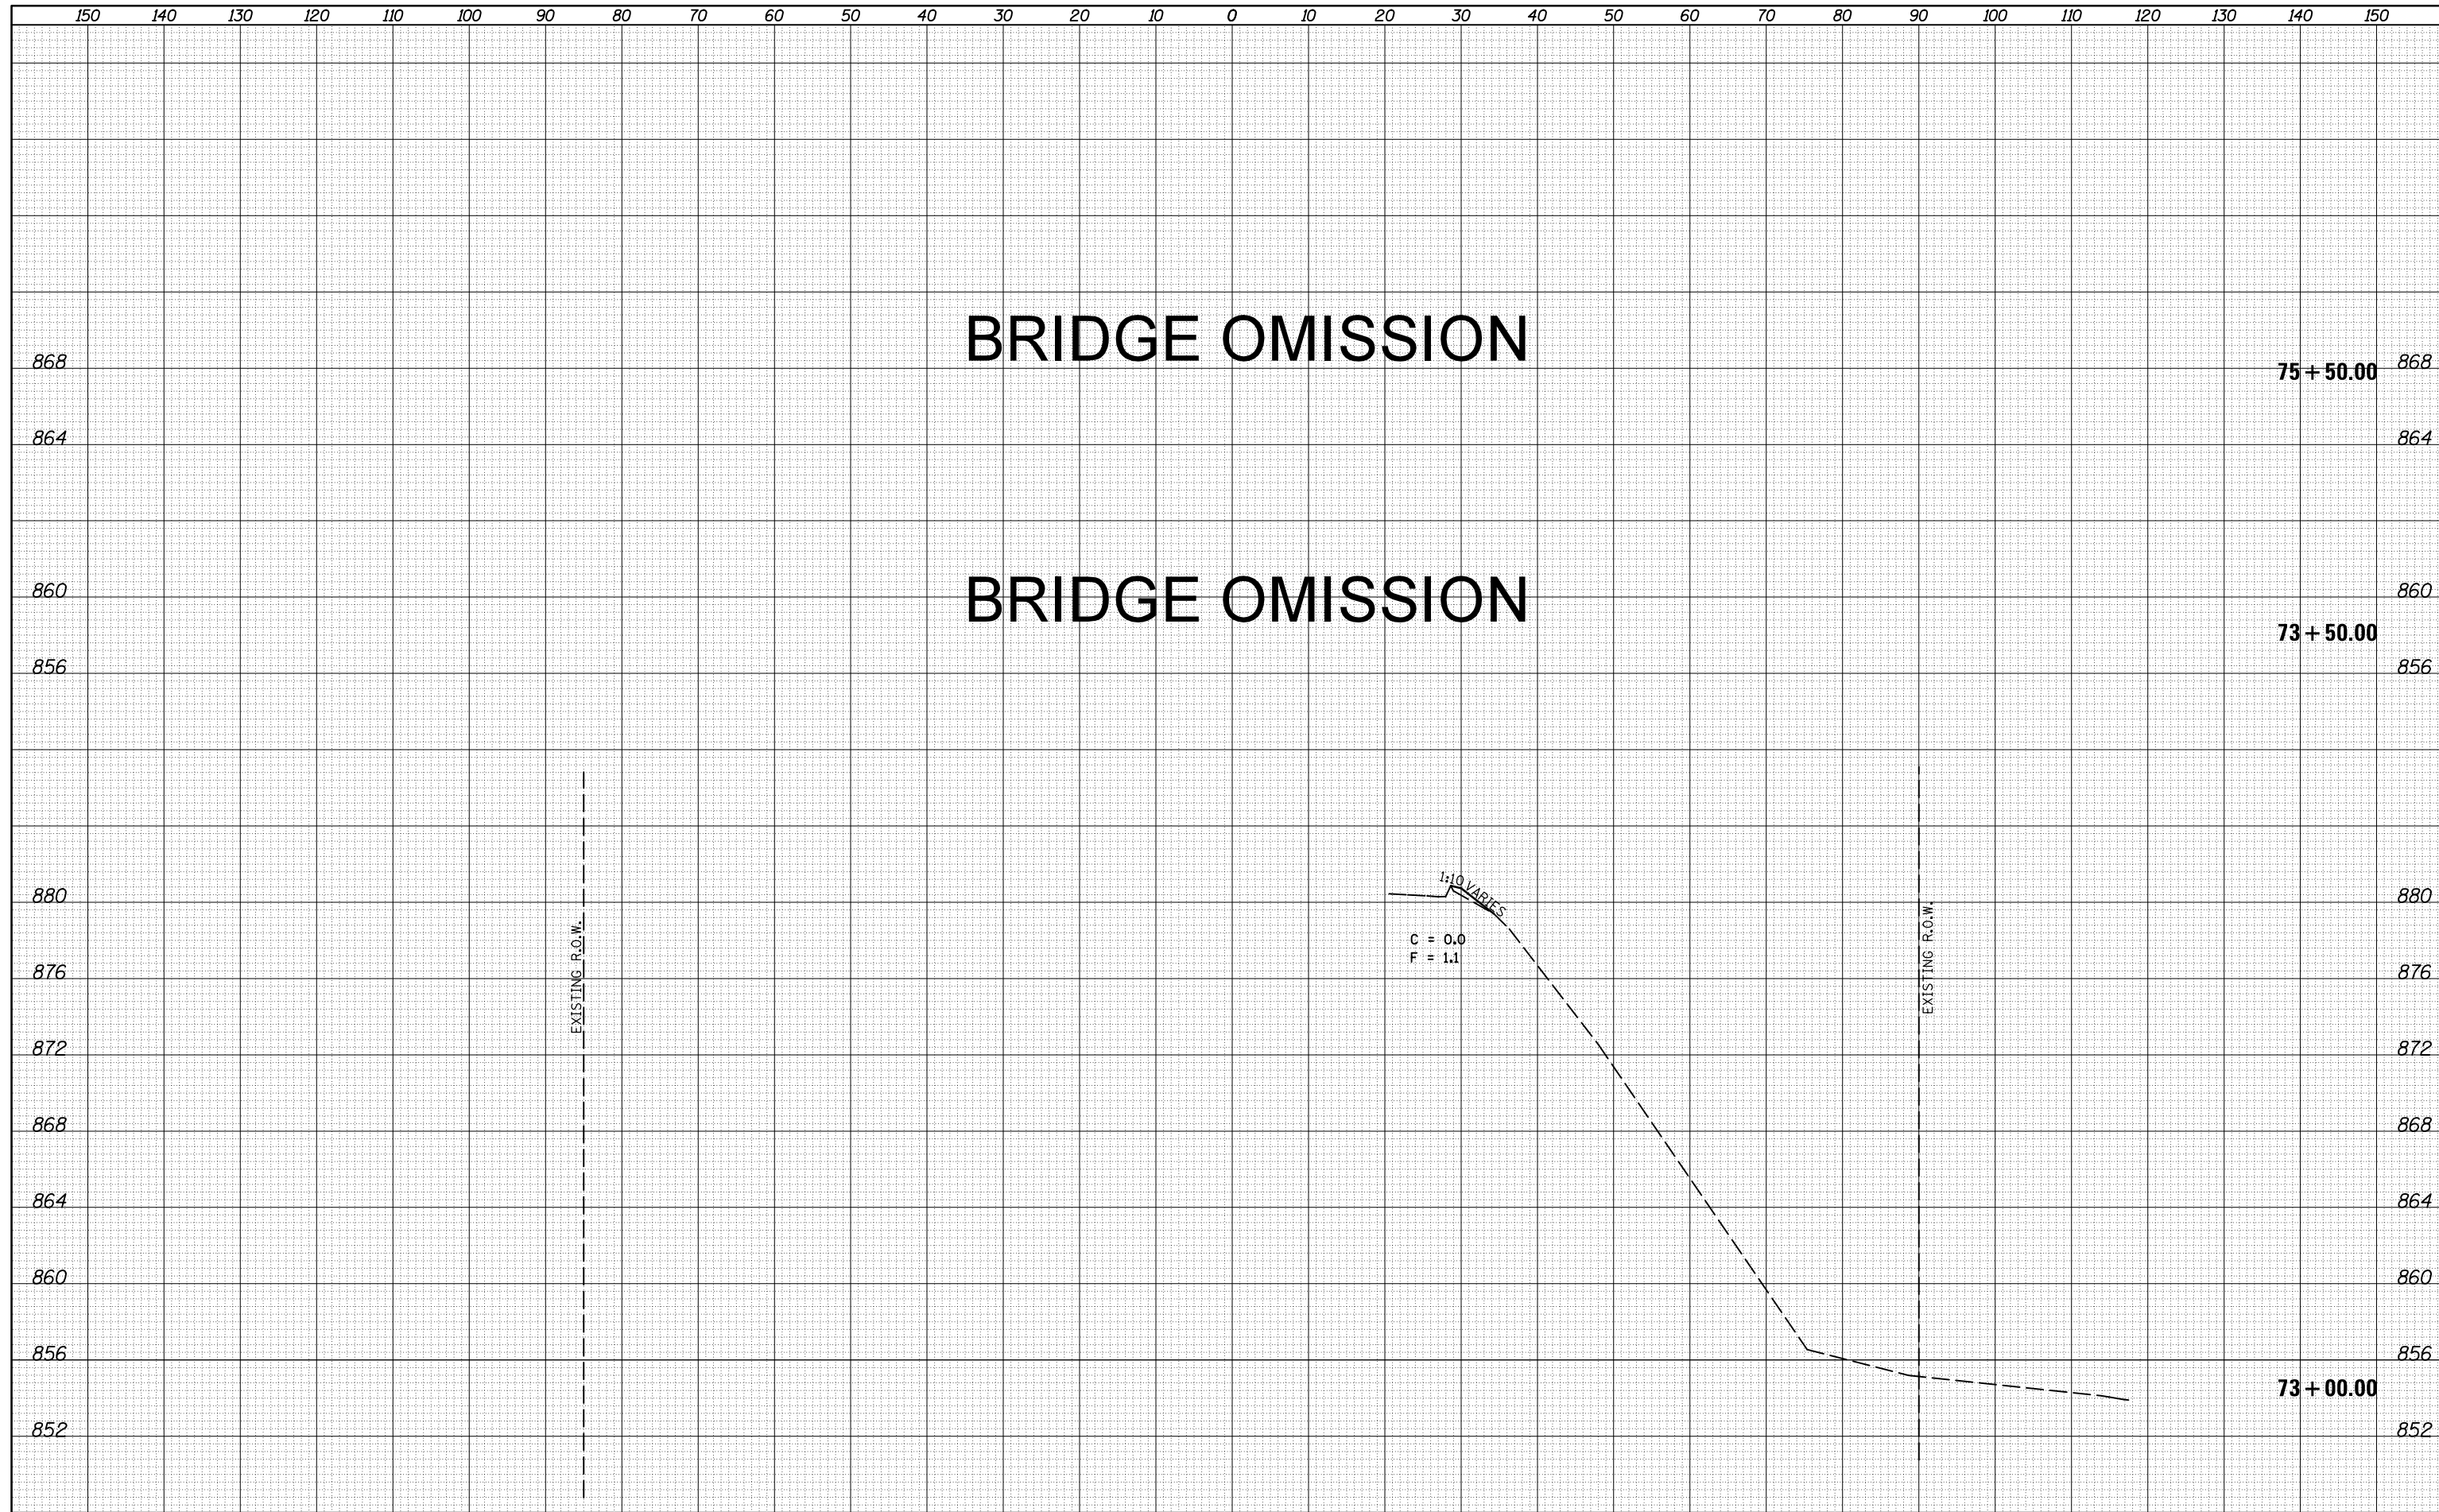 150 140 130 120 110 100 90 80 70 60 50 40 30 20 10 0 10 20 30 40 50 60 70 80 90 100 110 120 130 140 150
BRIDGE OMISSION
868 868
75+50.00
864 864
BRIDGE OMISSION
860 860
73+50.00
856 856
880 880
1:10 VARIES
C = 0.0
F = 1.1
EXISTING R.O.W.
EXISTING R.O.W.
876 876
872 872
868 868
864 864
860 860
856 856
73+00.00
852 852